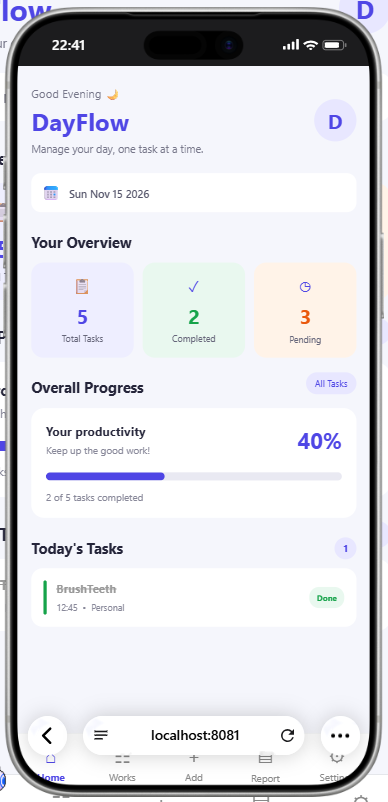 22:41
Good Evening 🌙
DayFlow
D
Manage your day, one task at a time.
Sun Nov 15 2026
Your Overview
5
Total Tasks
✓
2
Completed
3
Pending
Overall Progress
All Tasks
Your productivity
Keep up the good work!
40%
2 of 5 tasks completed
Today's Tasks
1
BrushTeeth
12:45 • Personal
Done
localhost:8081
Home
Works
Add
Report
D